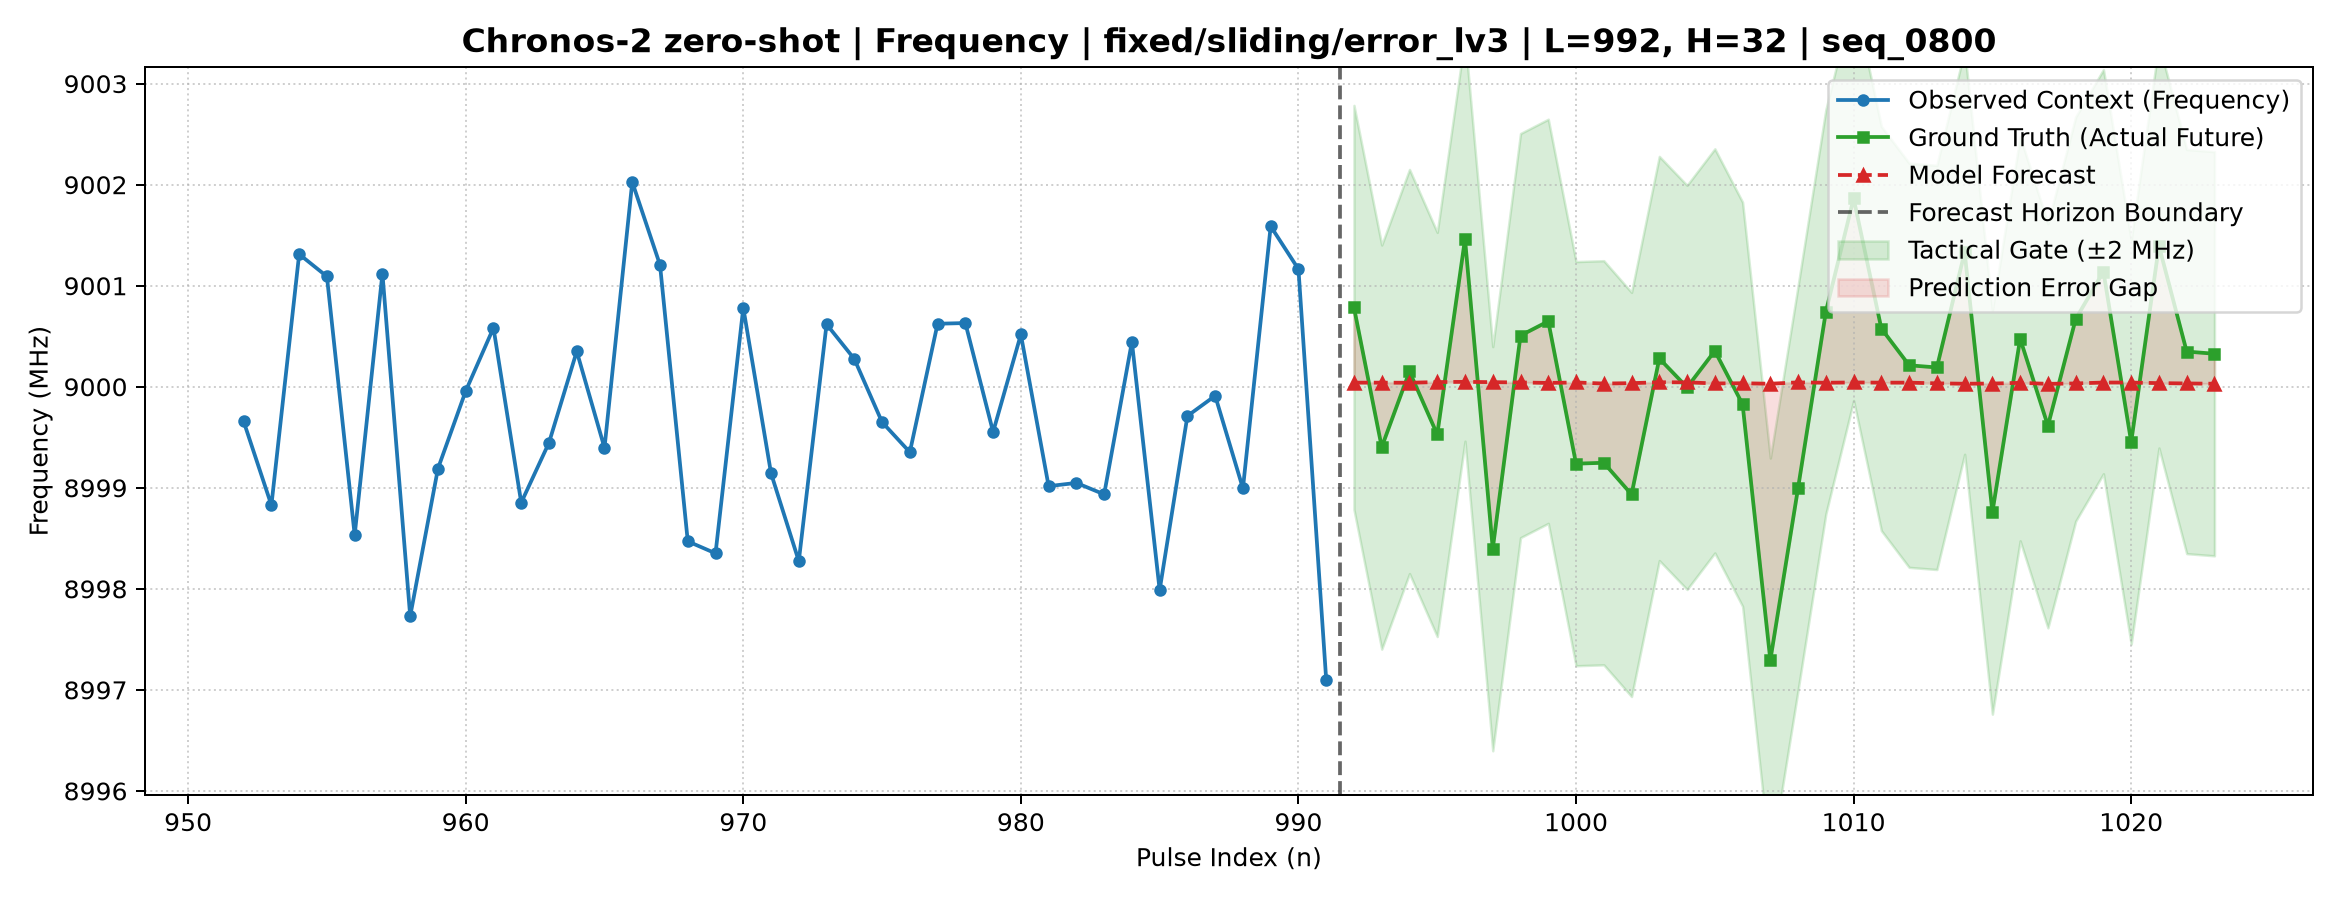 Chronos-2 zero-shot | Frequency | fixed/sliding/error_lv3 | L=992, H=32 | seq_0800
Frequency (MHz)
9003
9002
9001
9000
8999
8998
8997
8996
Observed Context (Frequency)
Ground Truth (Actual Future)
Model Forecast
Forecast Horizon Boundary
Tactical Gate (±2 MHz)
Prediction Error Gap
950 960 970 980 990 1000 1010 1020
Pulse Index (n)